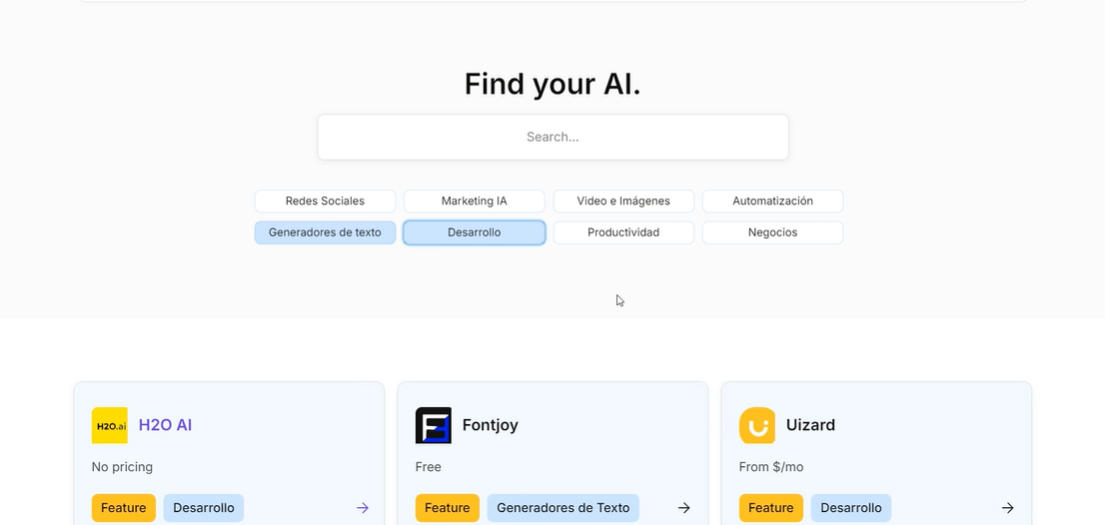 Find your AI.
Search...
Redes Sociales Marketing IA Video e Imágenes Automatización
Generadores de texto Desarrollo Productividad Negocios
H2O.ai H2O AI Fontjoy Uizard
No pricing Free From $/mo
Feature Desarrollo Feature Generadores de Texto Feature Desarrollo